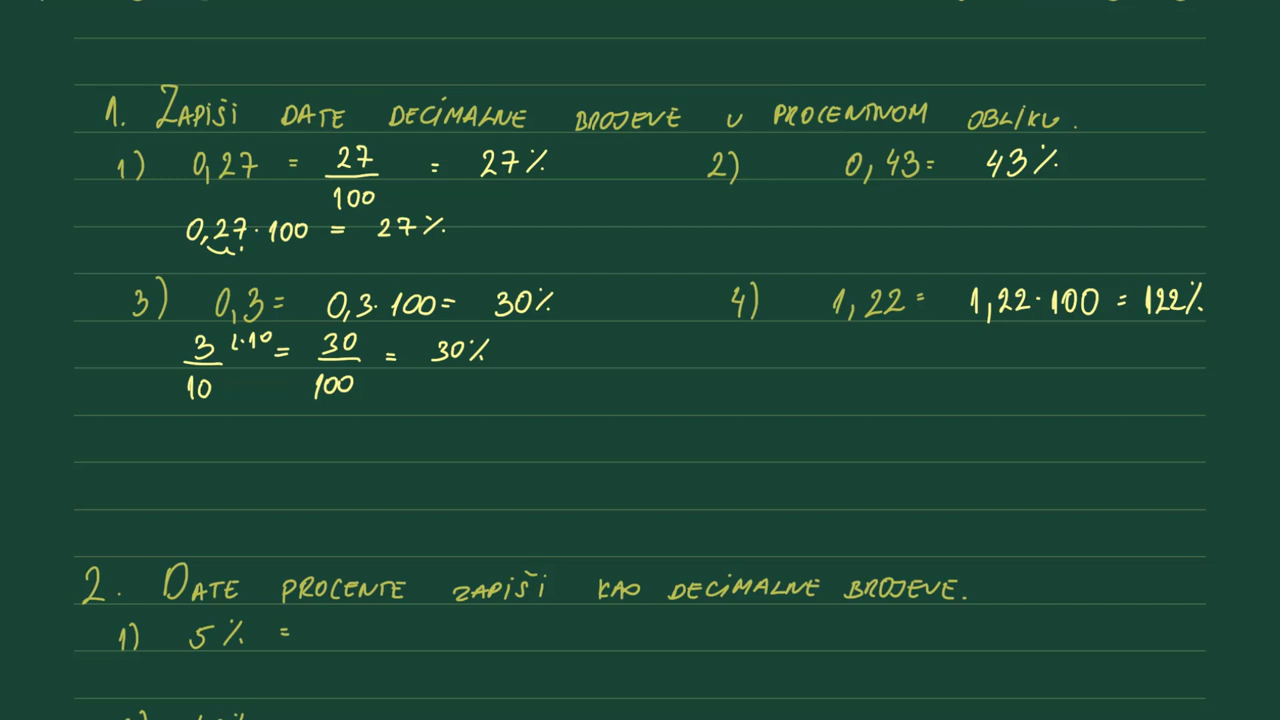 1. ZAPIŠI DATE DECIMALNE BROJEVE U PROCENTNOM OBLIKU.
1) 0,27 = 27/100 = 27% 2) 0,43 = 43%
0,27·100 = 27%
3) 0,3 = 0,3·100 = 30% 4) 1,22 = 1,22·100 = 122%
3/10 (·10 = 30/100 = 30%
2. DATE PROCENTE ZAPIŠI KAO DECIMALNE BROJEVE.
1) 5% =